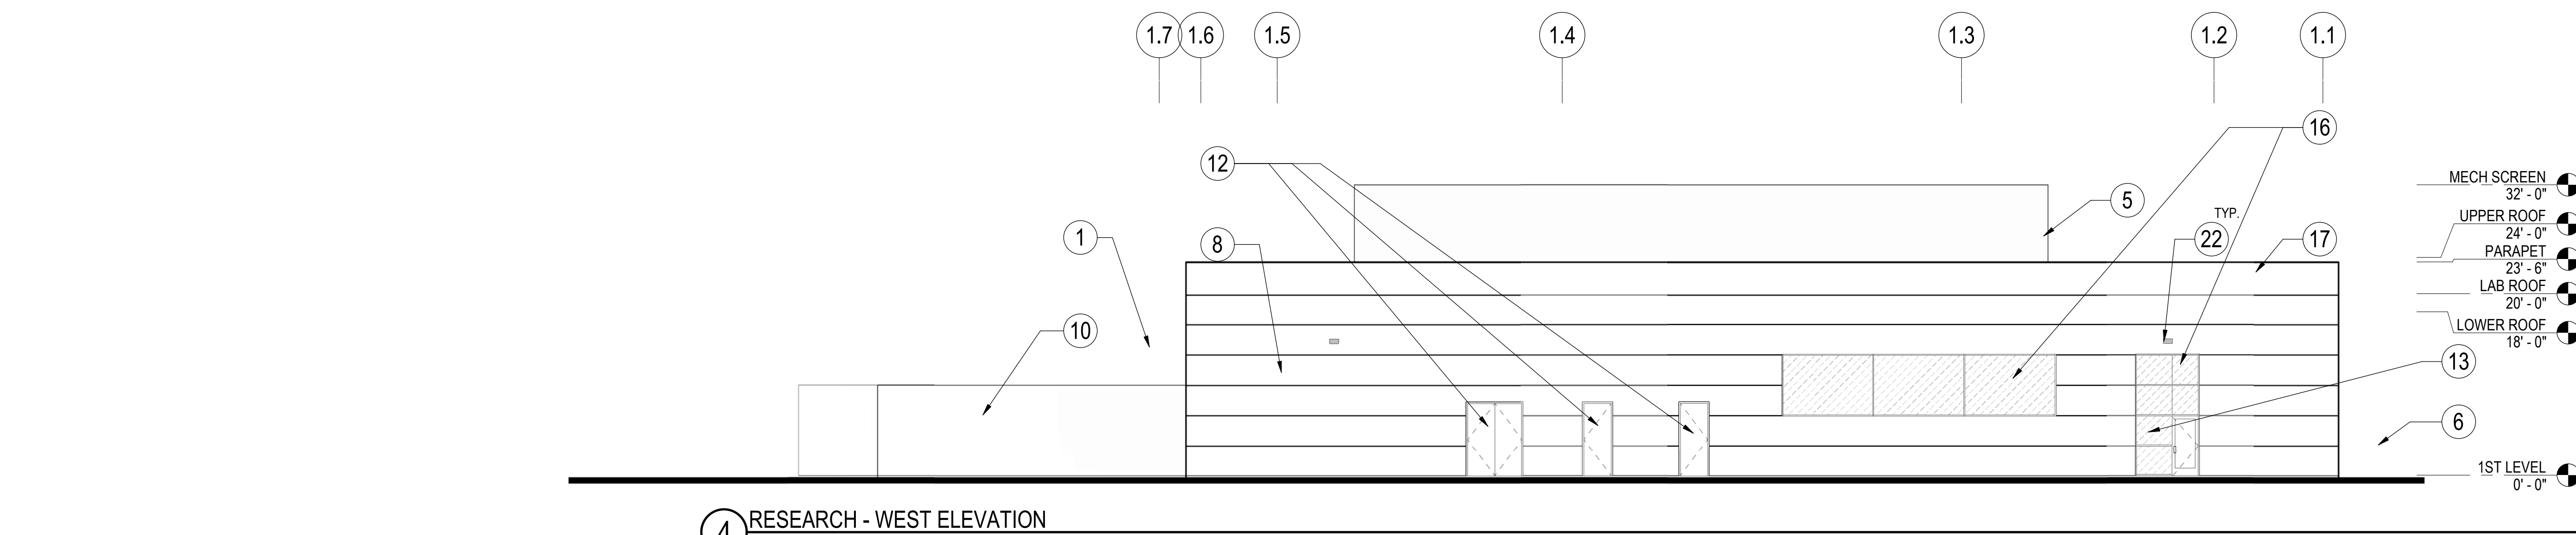 1.7 1.6 1.5 1.4 1.3 1.2 1.1
16
12
MECH SCREEN
32' - 0"
5
TYP.
UPPER ROOF
24' - 0"
1
8
22
17
PARAPET
23' - 6"
LAB ROOF
20' - 0"
10
LOWER ROOF
18' - 0"
13
6
1ST LEVEL
0' - 0"
4
RESEARCH - WEST ELEVATION